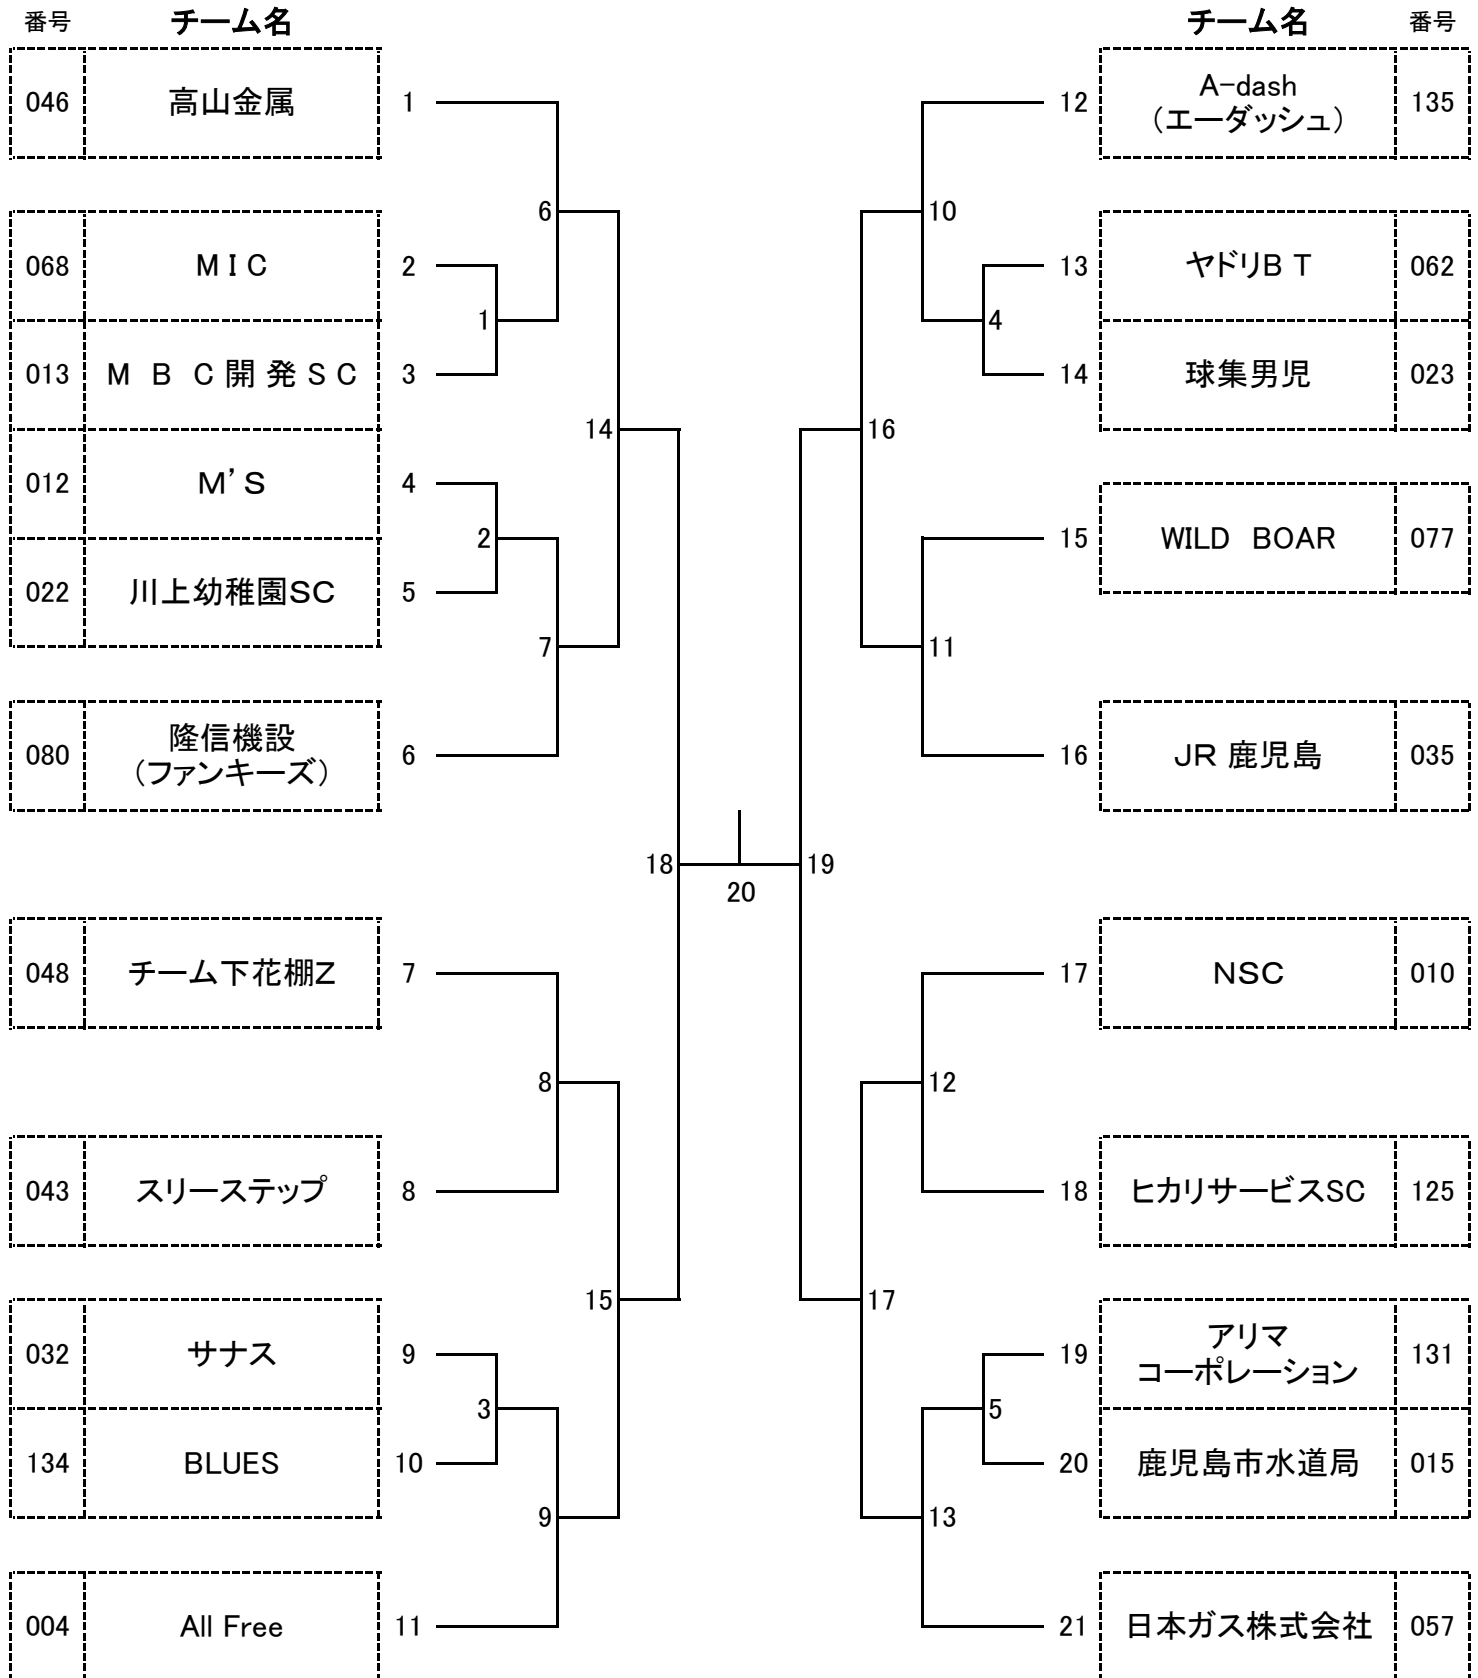 番号 チーム名 チーム名 番号
046 高山金属 1 12 A-dash 135
（エーダッシュ）
6 10
068 MIC 2 13 ヤドリBT 062
1 4
013 MBC開発SC 3 14 球集男児 023
14 16
012 M'S 4 15 WILD BOAR 077
2
022 川上幼稚園SC 5
7 11
080 隆信機設 6 16 JR鹿児島 035
（ファンキーズ）
18 19
20
048 チーム下花棚Z 7 17 NSC 010
8 12
043 スリーステップ 8 18 ヒカリサービスSC 125
15 17
032 サナス 9 19 アリマ 131
コーポレーション
3 5
134 BLUES 10 20 鹿児島市水道局 015
9 13
004 All Free 11 21 日本ガス株式会社 057